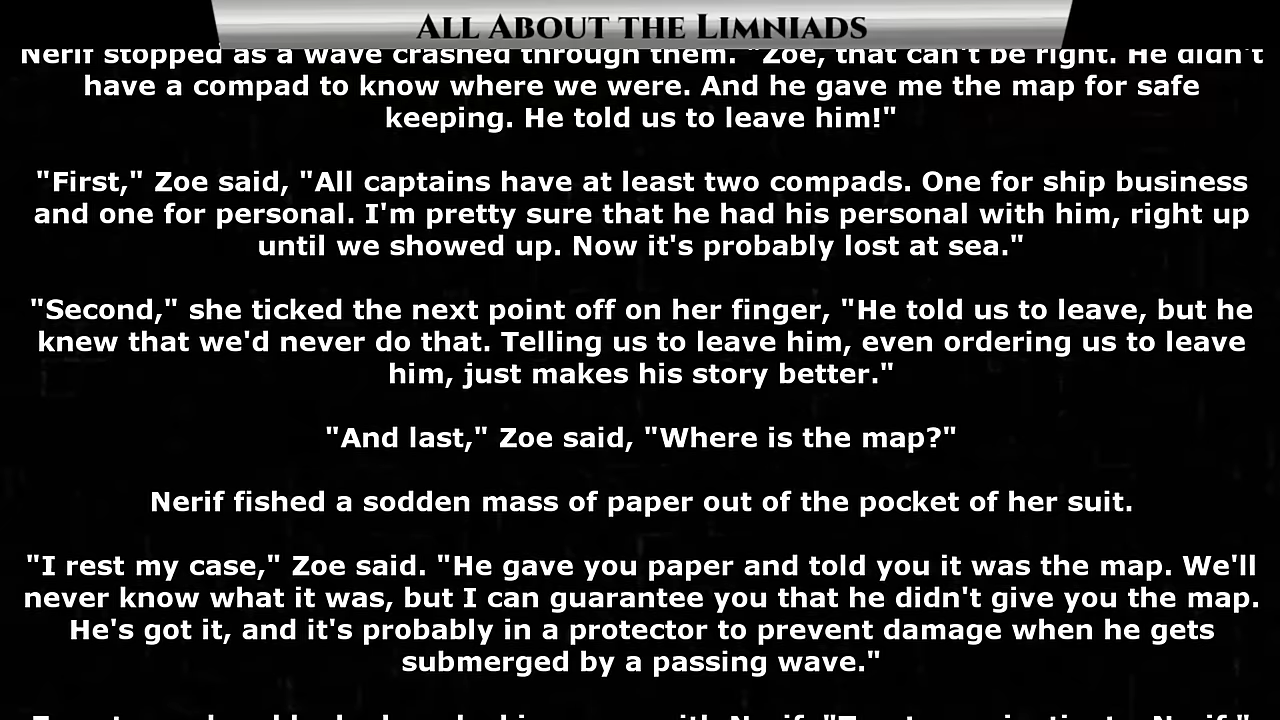 All About the Limniads
Nerif stopped as a wave crashed through them. "Zoe, that can't be right. He didn't
have a compad to know where we were. And he gave me the map for safe
keeping. He told us to leave him!"
"First," Zoe said, "All captains have at least two compads. One for ship business
and one for personal. I'm pretty sure that he had his personal with him, right up
until we showed up. Now it's probably lost at sea."
"Second," she ticked the next point off on her finger, "He told us to leave, but he
knew that we'd never do that. Telling us to leave him, even ordering us to leave
him, just makes his story better."
"And last," Zoe said, "Where is the map?"
Nerif fished a sodden mass of paper out of the pocket of her suit.
"I rest my case," Zoe said. "He gave you paper and told you it was the map. We'll
never know what it was, but I can guarantee you that he didn't give you the map.
He's got it, and it's probably in a protector to prevent damage when he gets
submerged by a passing wave."